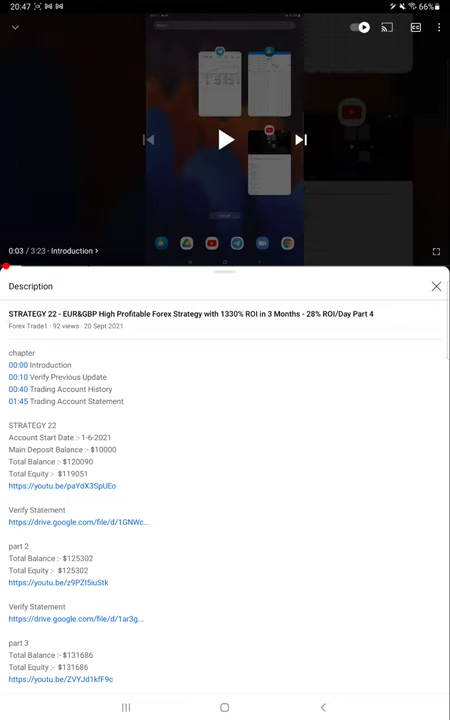 20:47
66%
0:03 / 3:23 · Introduction >
Description
STRATEGY 22 - EUR&GBP High Profitable Forex Strategy with 1330% ROI in 3 Months - 28% ROI/Day Part 4
Forex Trade1 · 92 views · 20 Sept 2021
chapter
00:00 Introduction
00:10 Verify Previous Update
00:40 Trading Account History
01:45 Trading Account Statement
STRATEGY 22
Account Start Date :- 1-6-2021
Main Deposit Balance :- $10000
Total Balance :- $120090
Total Equity :-  $119051
https://youtu.be/paYdX3SpUEo
Verify Statement
https://drive.google.com/file/d/1GNWc...
part 2
Total Balance :- $125302
Total Equity :-  $125302
https://youtu.be/z9PZI5iuStk
Verify Statement
https://drive.google.com/file/d/1ar3g...
part 3
Total Balance :- $131686
Total Equity :-  $131686
https://youtu.be/ZVYJd1kfF9c